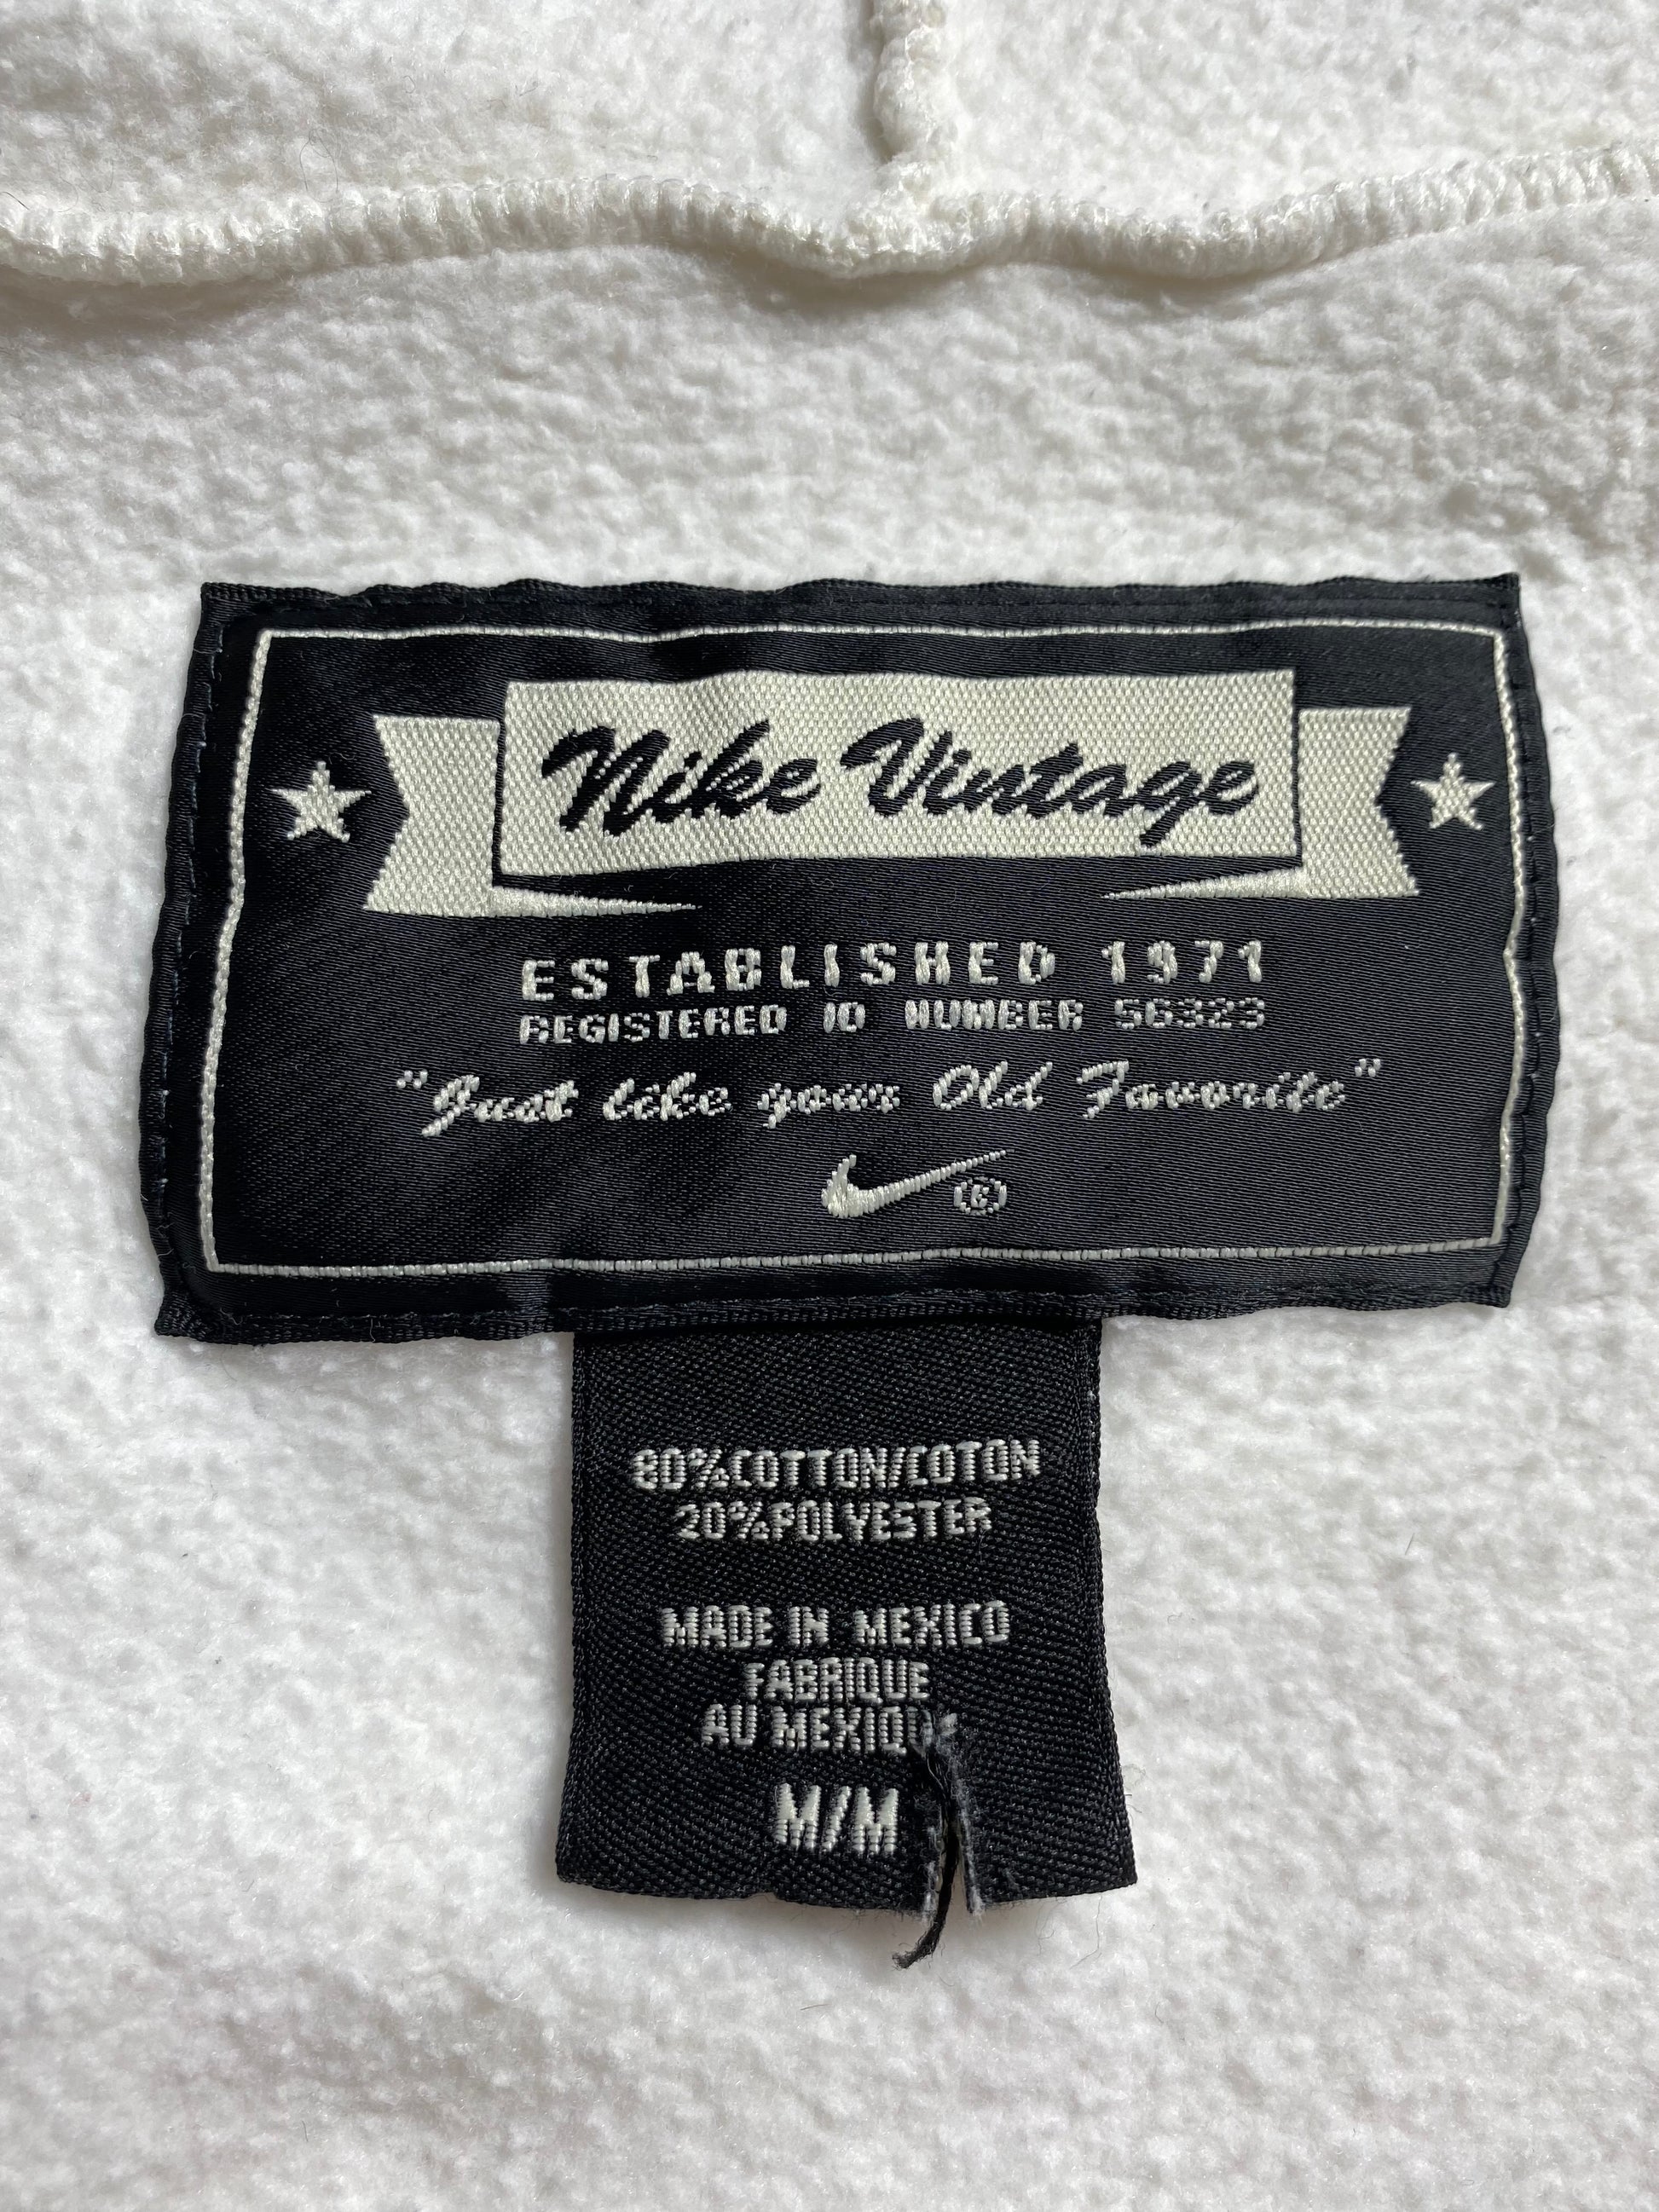 Nike Vintage
ESTABLISHED 1971
REGISTERED ID NUMBER 56323
"Just like your Old Favorite"
®
80%COTTON/COTON
20%POLYESTER
MADE IN MEXICO
FABRIQUE
AU MEXIQU
M/M